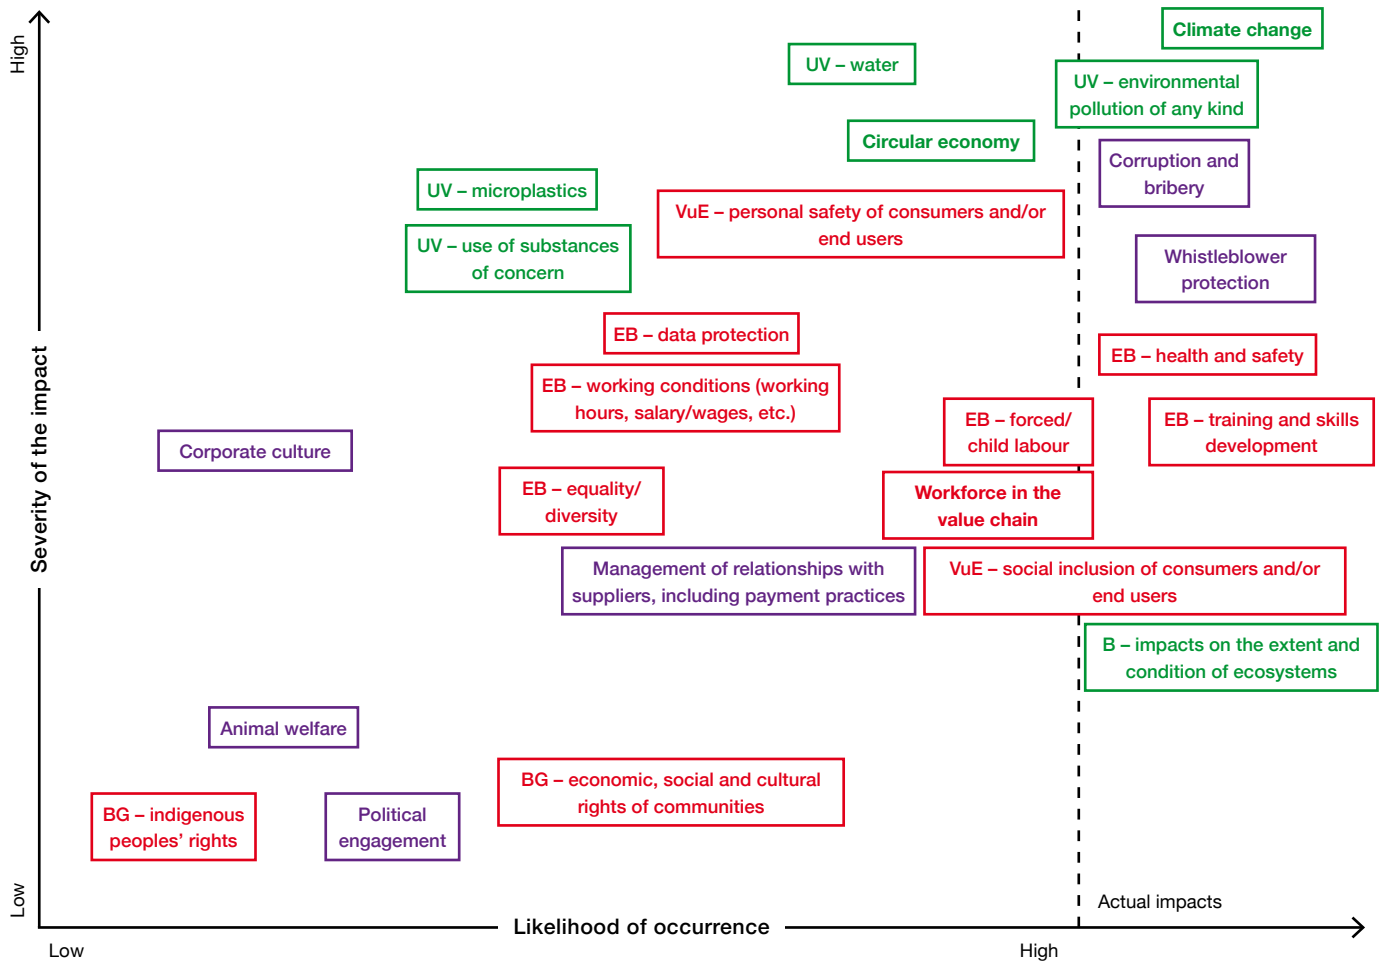 High
Climate change
UV – water
UV – environmental
pollution of any kind
Circular economy
Corruption and
bribery
UV – microplastics
VuE – personal safety of consumers and/or
end users
UV – use of substances
of concern
Whistleblower
protection
EB – data protection
EB – health and safety
EB – working conditions (working
hours, salary/wages, etc.)
EB – forced/
child labour
EB – training and skills
development
Corporate culture
EB – equality/
diversity
Workforce in the
value chain
Severity of the impact
Management of relationships with
suppliers, including payment practices
VuE – social inclusion of consumers and/or
end users
B – impacts on the extent and
condition of ecosystems
Animal welfare
BG – economic, social and cultural
rights of communities
BG – indigenous
peoples’ rights
Political
engagement
Low
Actual impacts
Likelihood of occurrence
Low
High